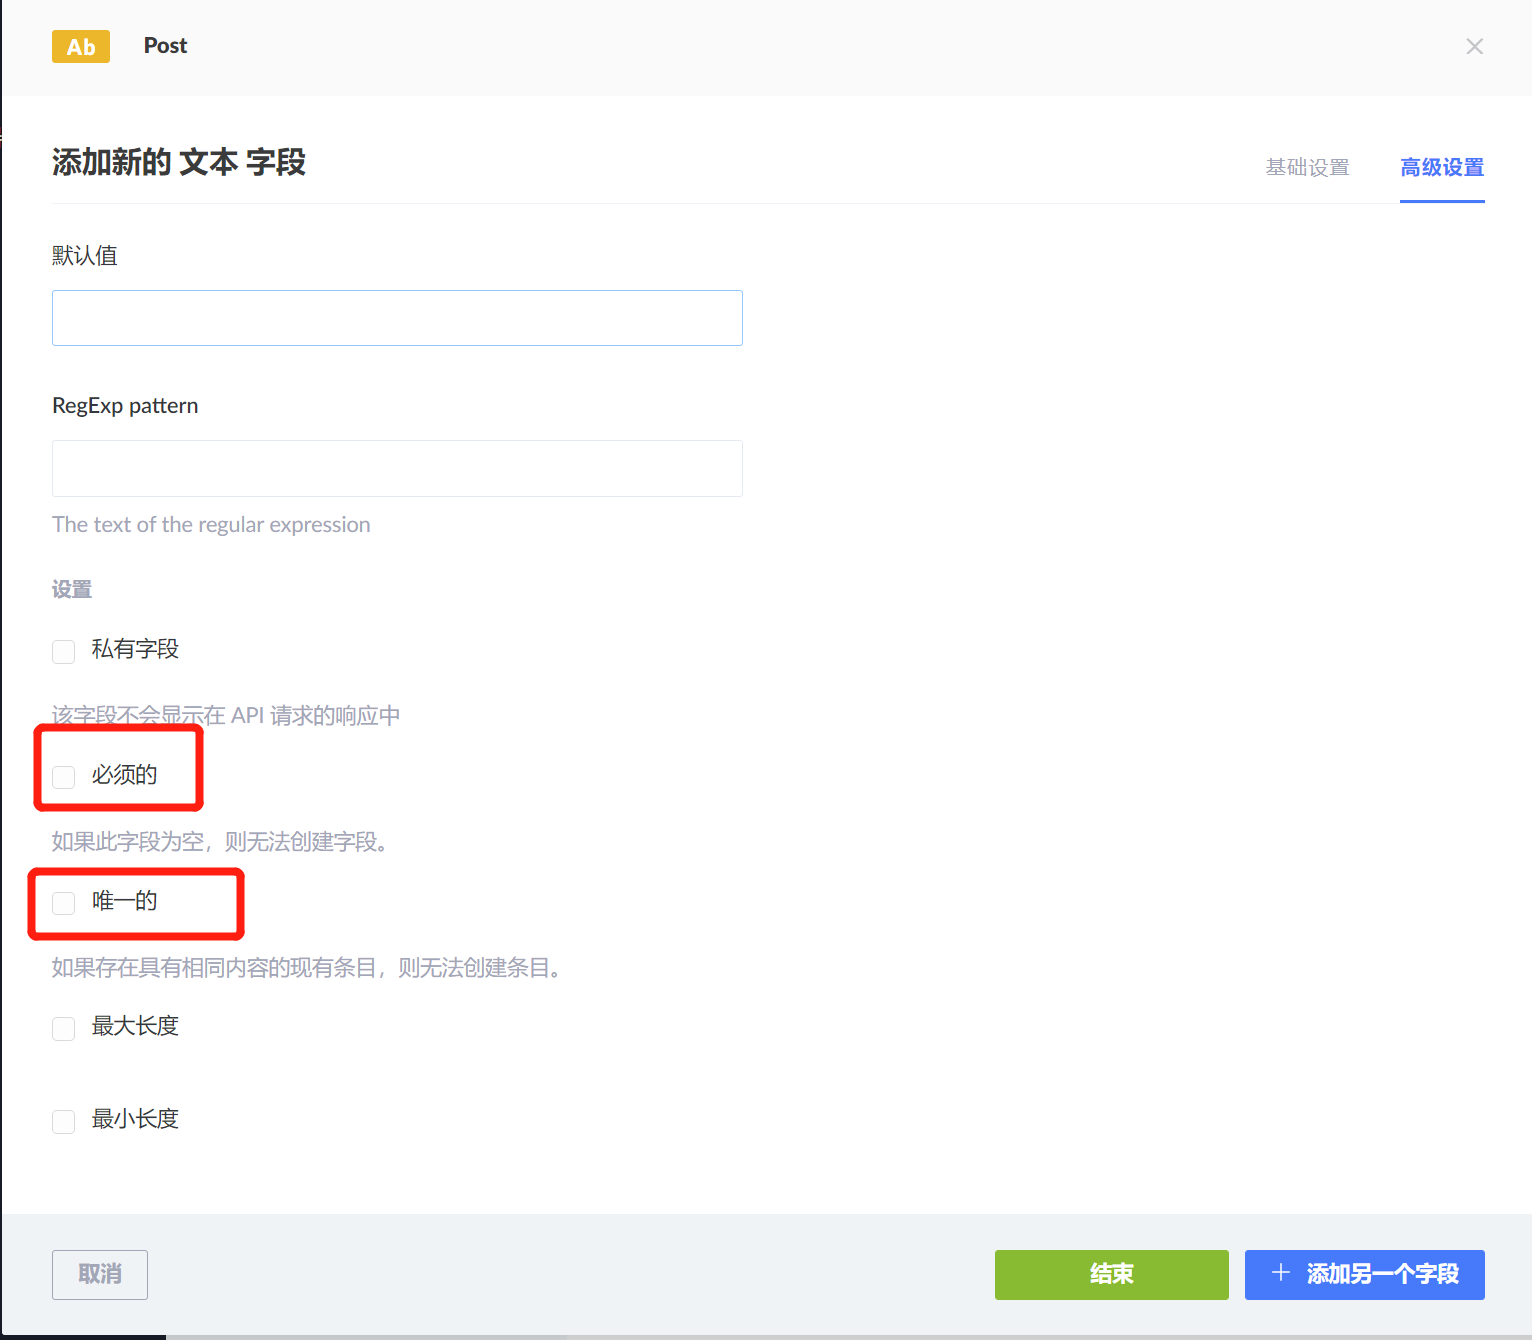 Ab Post
添加新的 文本 字段
基础设置 高级设置
默认值
RegExp pattern
The text of the regular expression
设置
私有字段
该字段不会显示在 API 请求的响应中
必须的
如果此字段为空，则无法创建字段。
唯一的
如果存在具有相同内容的现有条目，则无法创建条目。
最大长度
最小长度
取消 结束 + 添加另一个字段